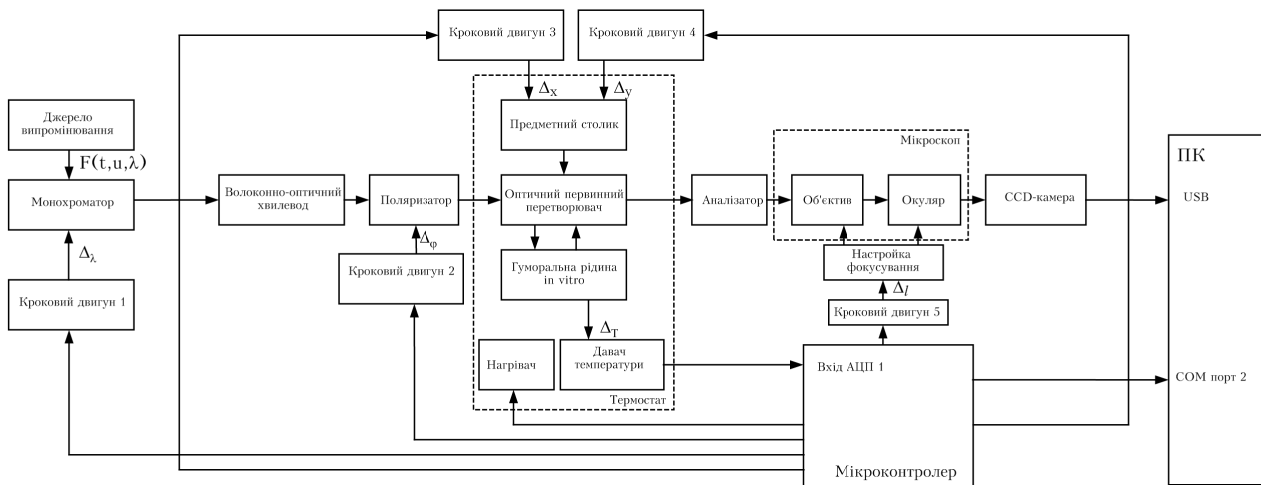 Кроковий двигун 3
Кроковий двигун 4
Δx
Δy
Джерело
випромінювання
F(t,u,λ)
Предметний столик
Мікроскоп
ПК
Монохроматор
Волоконно-оптичний
хвилевод
Поляризатор
Оптичний первинний
перетворювач
Аналізатор
Об'єктив
Окуляр
CCD-камера
USB
Δλ
Δφ
Кроковий двигун 1
Кроковий двигун 2
Гуморальна рідина
in vitro
Настройка
фокусування
Δl
Кроковий двигун 5
ΔT
Нагрівач
Давач
температури
Термостат
Вхід АЦП 1
COM порт 2
Мікроконтролер